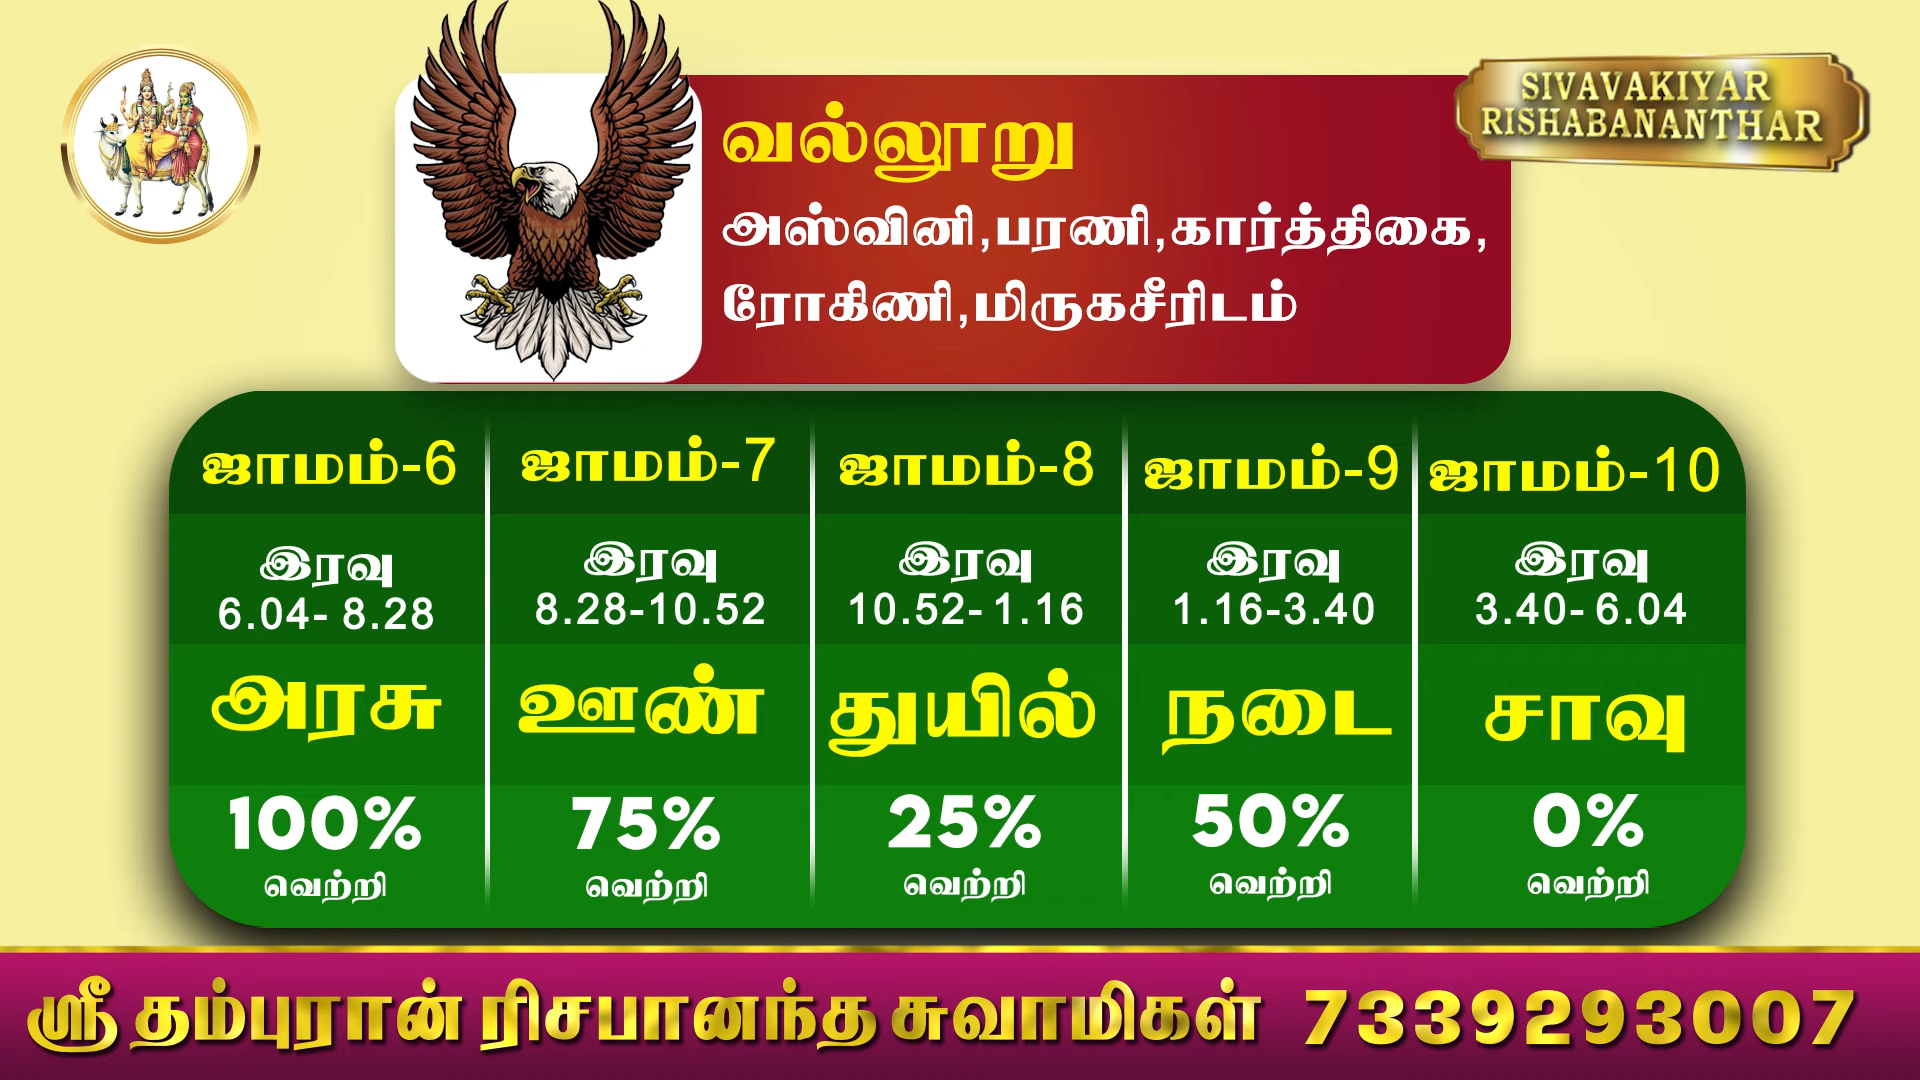 SIVAVAKIYAR
RISHABANANTHAR
வல்லூறு
அஸ்வினி,பரணி,கார்த்திகை,
ரோகிணி,மிருகசீரிடம்
ஜாமம்-6
இரவு
6.04- 8.28
அரசு
100%
வெற்றி
ஜாமம்-7
இரவு
8.28-10.52
ஊண்
75%
வெற்றி
ஜாமம்-8
இரவு
10.52- 1.16
துயில்
25%
வெற்றி
ஜாமம்-9
இரவு
1.16-3.40
நடை
50%
வெற்றி
ஜாமம்-10
இரவு
3.40- 6.04
சாவு
0%
வெற்றி
ஸ்ரீ தம்புரான் ரிசபானந்த சுவாமிகள் 7339293007